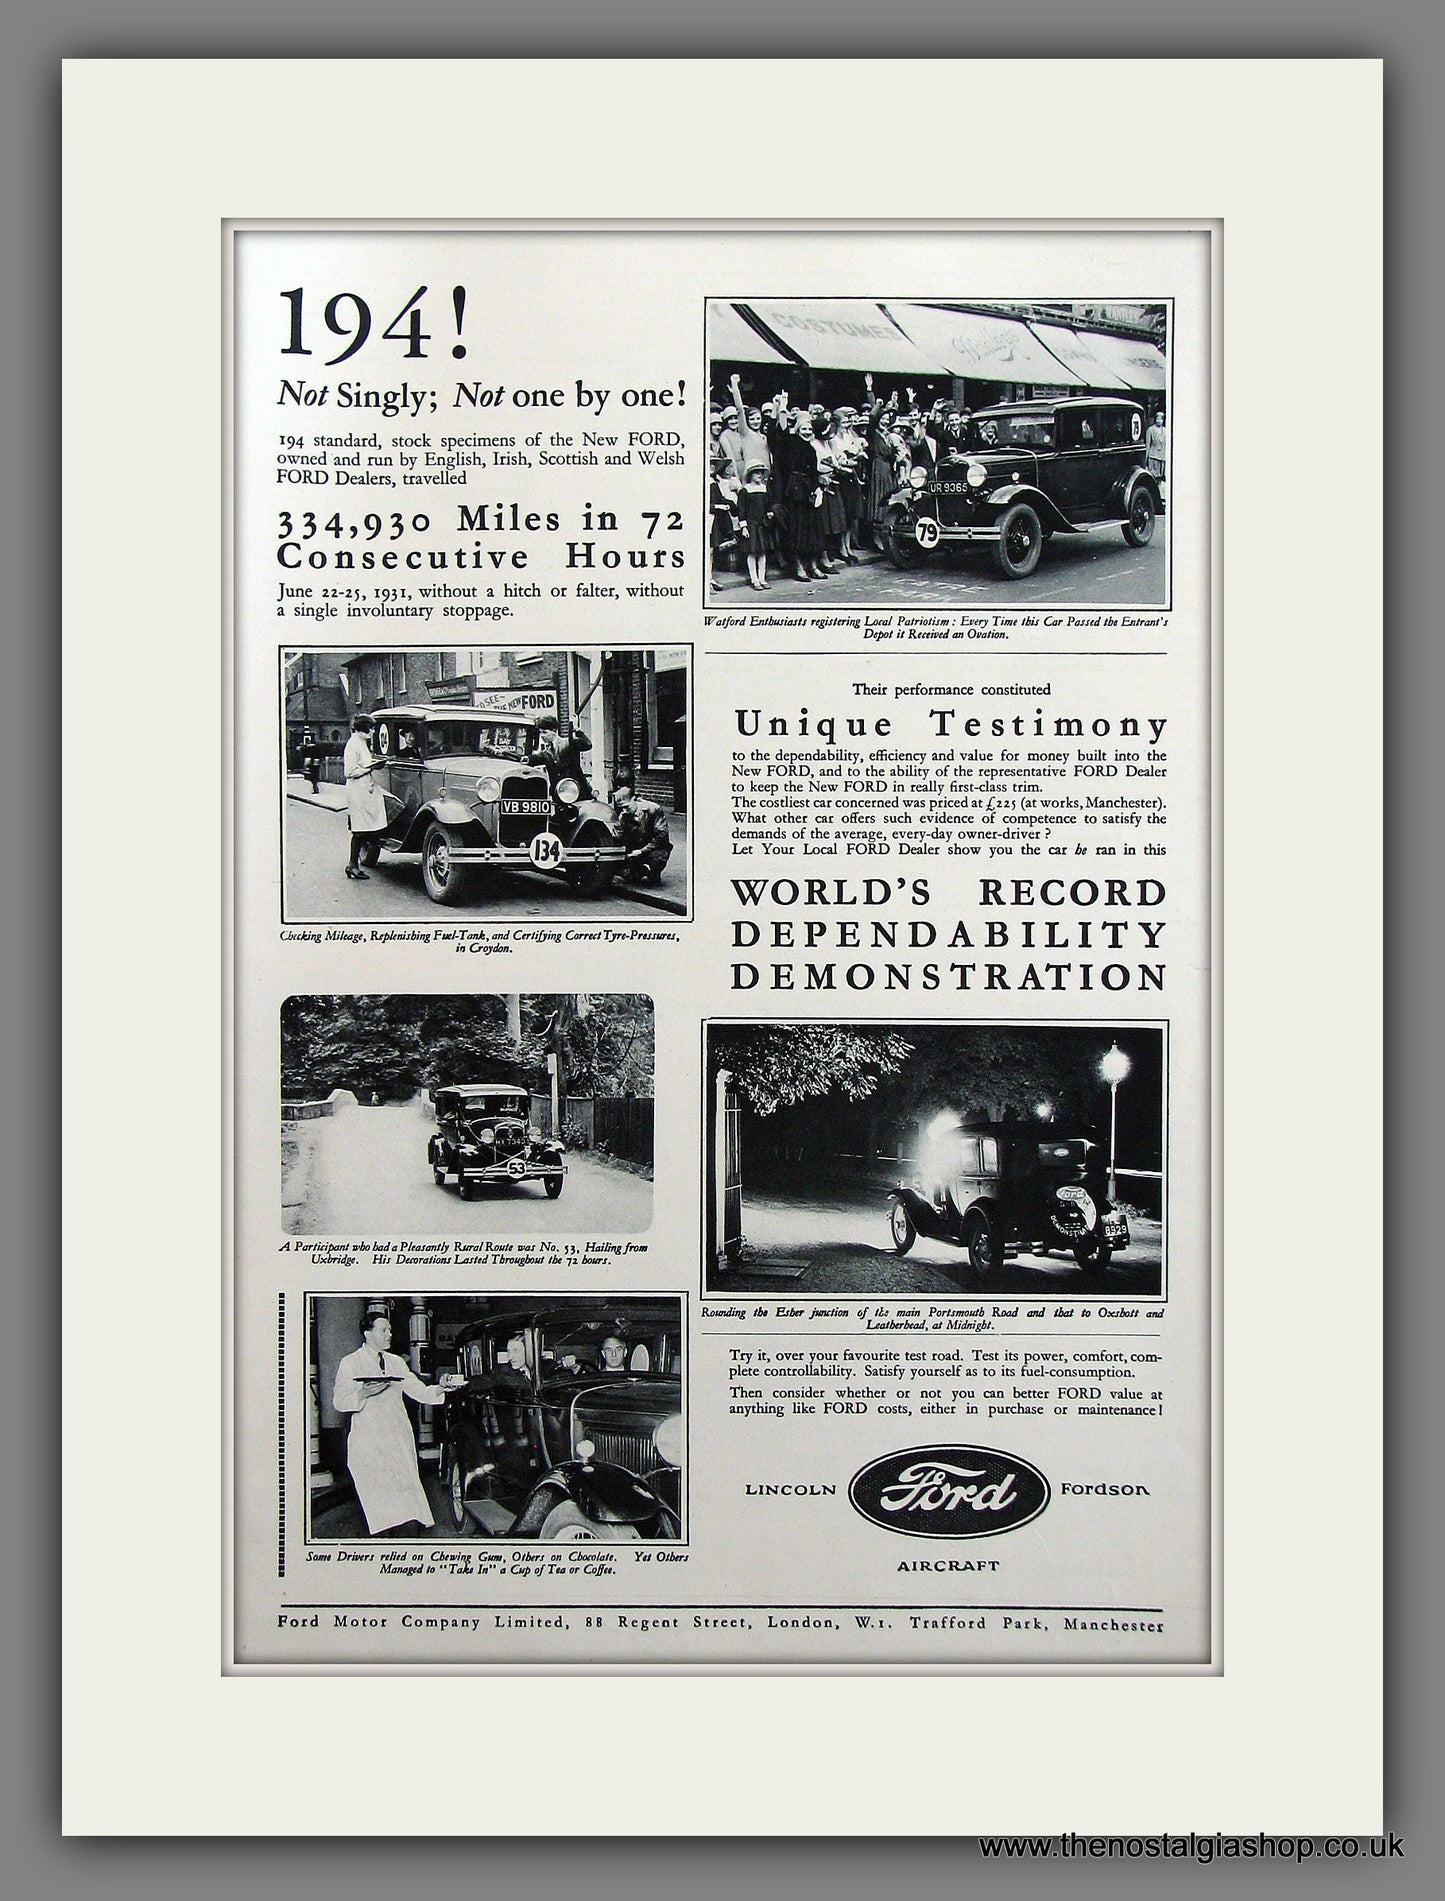 194!
Not Singly; Not one by one!
194 standard, stock specimens of the New FORD,
owned and run by English, Irish, Scottish and Welsh
FORD Dealers, travelled
334,930 Miles in 72
Consecutive Hours
June 22-25, 1931, without a hitch or falter, without
a single involuntary stoppage.
COSTUMES
UR 9365
79
79
Watford Enthusiasts registering Local Patriotism : Every Time this Car Passed the Entrant's
Depot it Received an Ovation.
SEE
THE NEW FORD
VB 9810
134
Checking Mileage, Replenishing Fuel-Tank, and Certifying Correct Tyre-Pressures,
in Croydon.
Their performance constituted
Unique Testimony
to the dependability, efficiency and value for money built into the
New FORD, and to the ability of the representative FORD Dealer
to keep the New FORD in really first-class trim.
The costliest car concerned was priced at £225 (at works, Manchester).
What other car offers such evidence of competence to satisfy the
demands of the average, every-day owner-driver ?
Let Your Local FORD Dealer show you the car he ran in this
WORLD'S RECORD
DEPENDABILITY
DEMONSTRATION
53
A Participant who had a Pleasantly Rural Route was No. 53, Hailing from
Uxbridge. His Decorations Lasted Throughout the 72 hours.
Ford
8929
Rounding the Esher junction of the main Portsmouth Road and that to Oxshott and
Leatherhead, at Midnight.
Some Drivers relied on Chewing Gum, Others on Chocolate. Yet Others
Managed to "Take In" a Cup of Tea or Coffee.
Try it, over your favourite test road. Test its power, comfort, com-
plete controllability. Satisfy yourself as to its fuel-consumption.
Then consider whether or not you can better FORD value at
anything like FORD costs, either in purchase or maintenance!
LINCOLN Ford Fordson
AIRCRAFT
Ford Motor Company Limited, 88 Regent Street, London, W.1. Trafford Park, Manchester
www.thenostalgiashop.co.uk